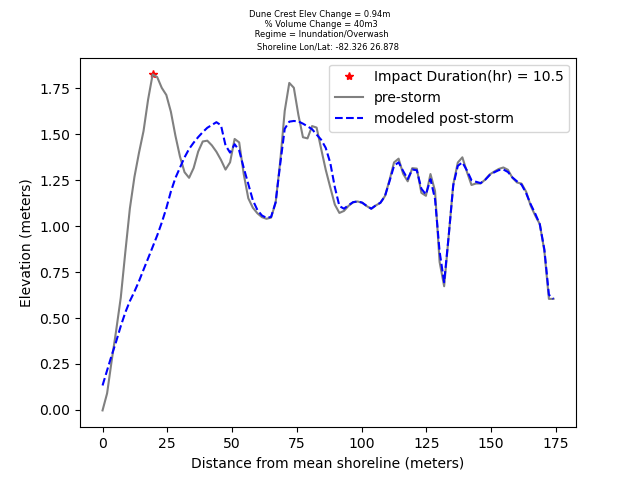 Dune Crest Elev Change = 0.94m
% Volume Change = 40m3
Regime = Inundation/Overwash
Shoreline Lon/Lat: -82.326 26.878
Impact Duration(hr) = 10.5
pre-storm
modeled post-storm
Elevation (meters)
1.75
1.50
1.25
1.00
0.75
0.50
0.25
0.00
0 25 50 75 100 125 150 175
Distance from mean shoreline (meters)